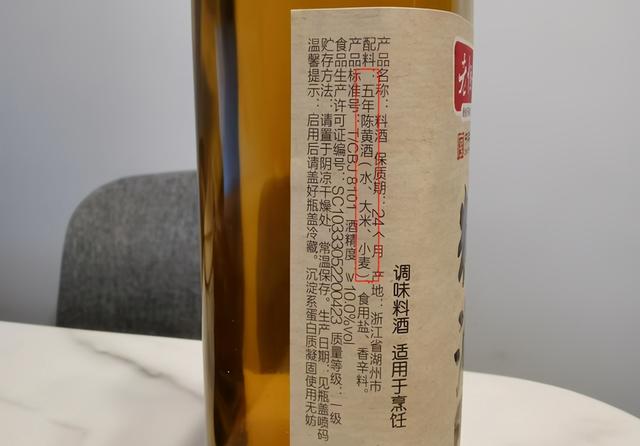 调味料酒 适用于烹饪
产品名称：料酒 保质期：24个月 产地：浙江省湖州市
配料：五年陈黄酒（水、大米、小麦）、食用盐、香辛料。
产品标准号：T/CBJ 8101 酒精度≥10.0%vol
食品生产许可证编号：SC10333052200423 质量等级：一级
贮存方法：请置于阴凉干燥处，常温保存。生产日期：见瓶盖喷码
温馨提示：启用后请盖好瓶盖冷藏。沉淀系蛋白质凝固使用无妨